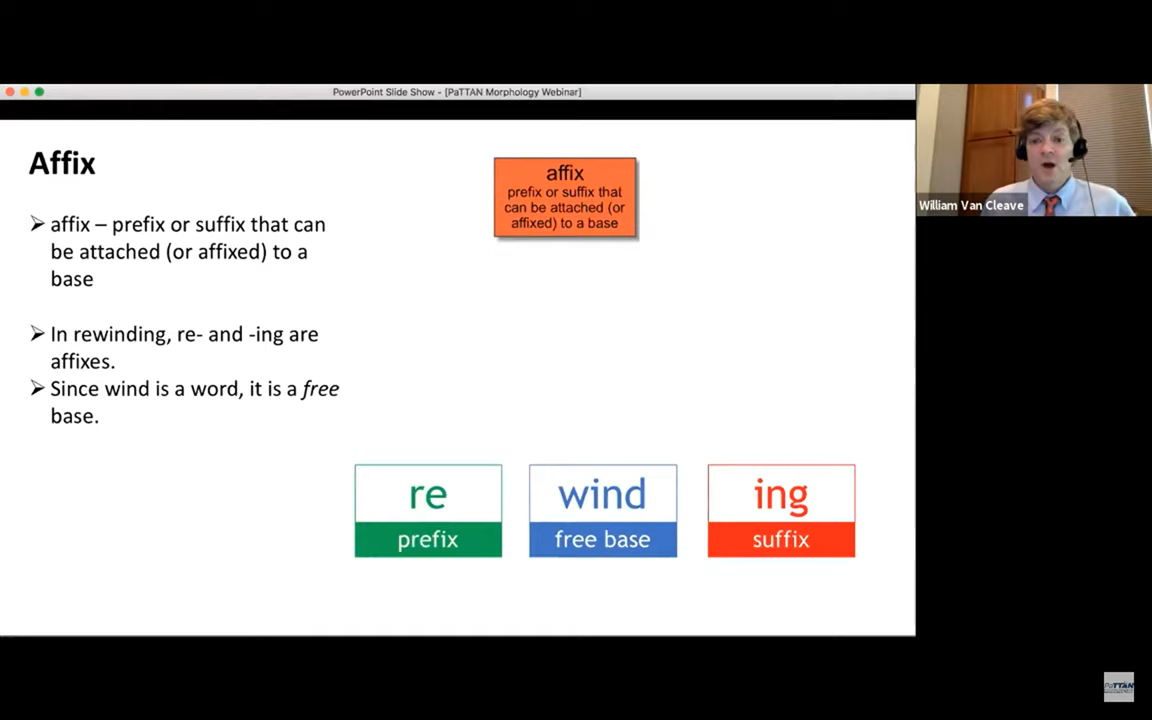 PowerPoint Slide Show - [PaTTAN Morphology Webinar]
Affix
➢ affix – prefix or suffix that can
be attached (or affixed) to a
base
➢ In rewinding, re- and -ing are
affixes.
➢ Since wind is a word, it is a free
base.
affix
prefix or suffix that
can be attached (or
affixed) to a base
re
prefix
wind
free base
ing
suffix
William Van Cleave
PaTTAN